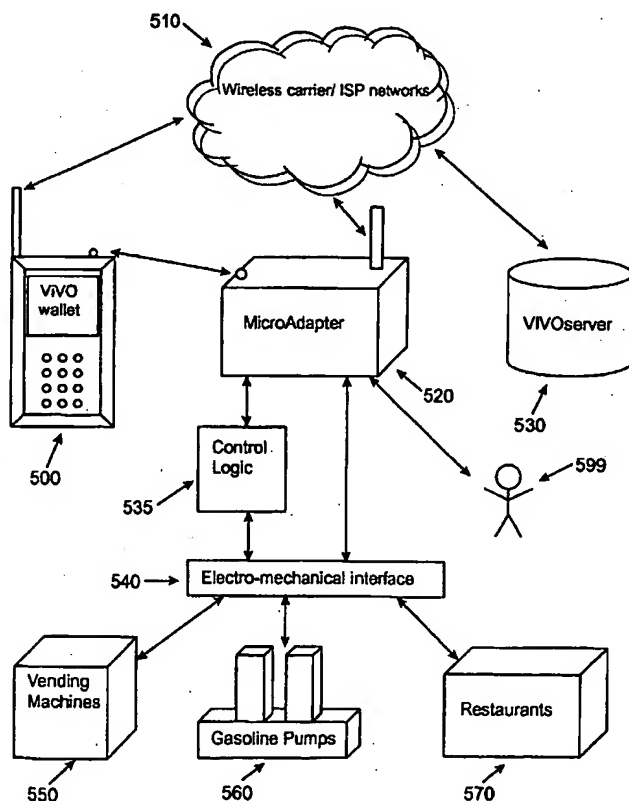 510
Wireless carrier/ ISP networks
ViVO
wallet
MicroAdapter
VIVOserver
520
530
500
Control
Logic
535
599
540
Electro-mechanical interface
Vending
Machines
Gasoline Pumps
Restaurants
550
560
570